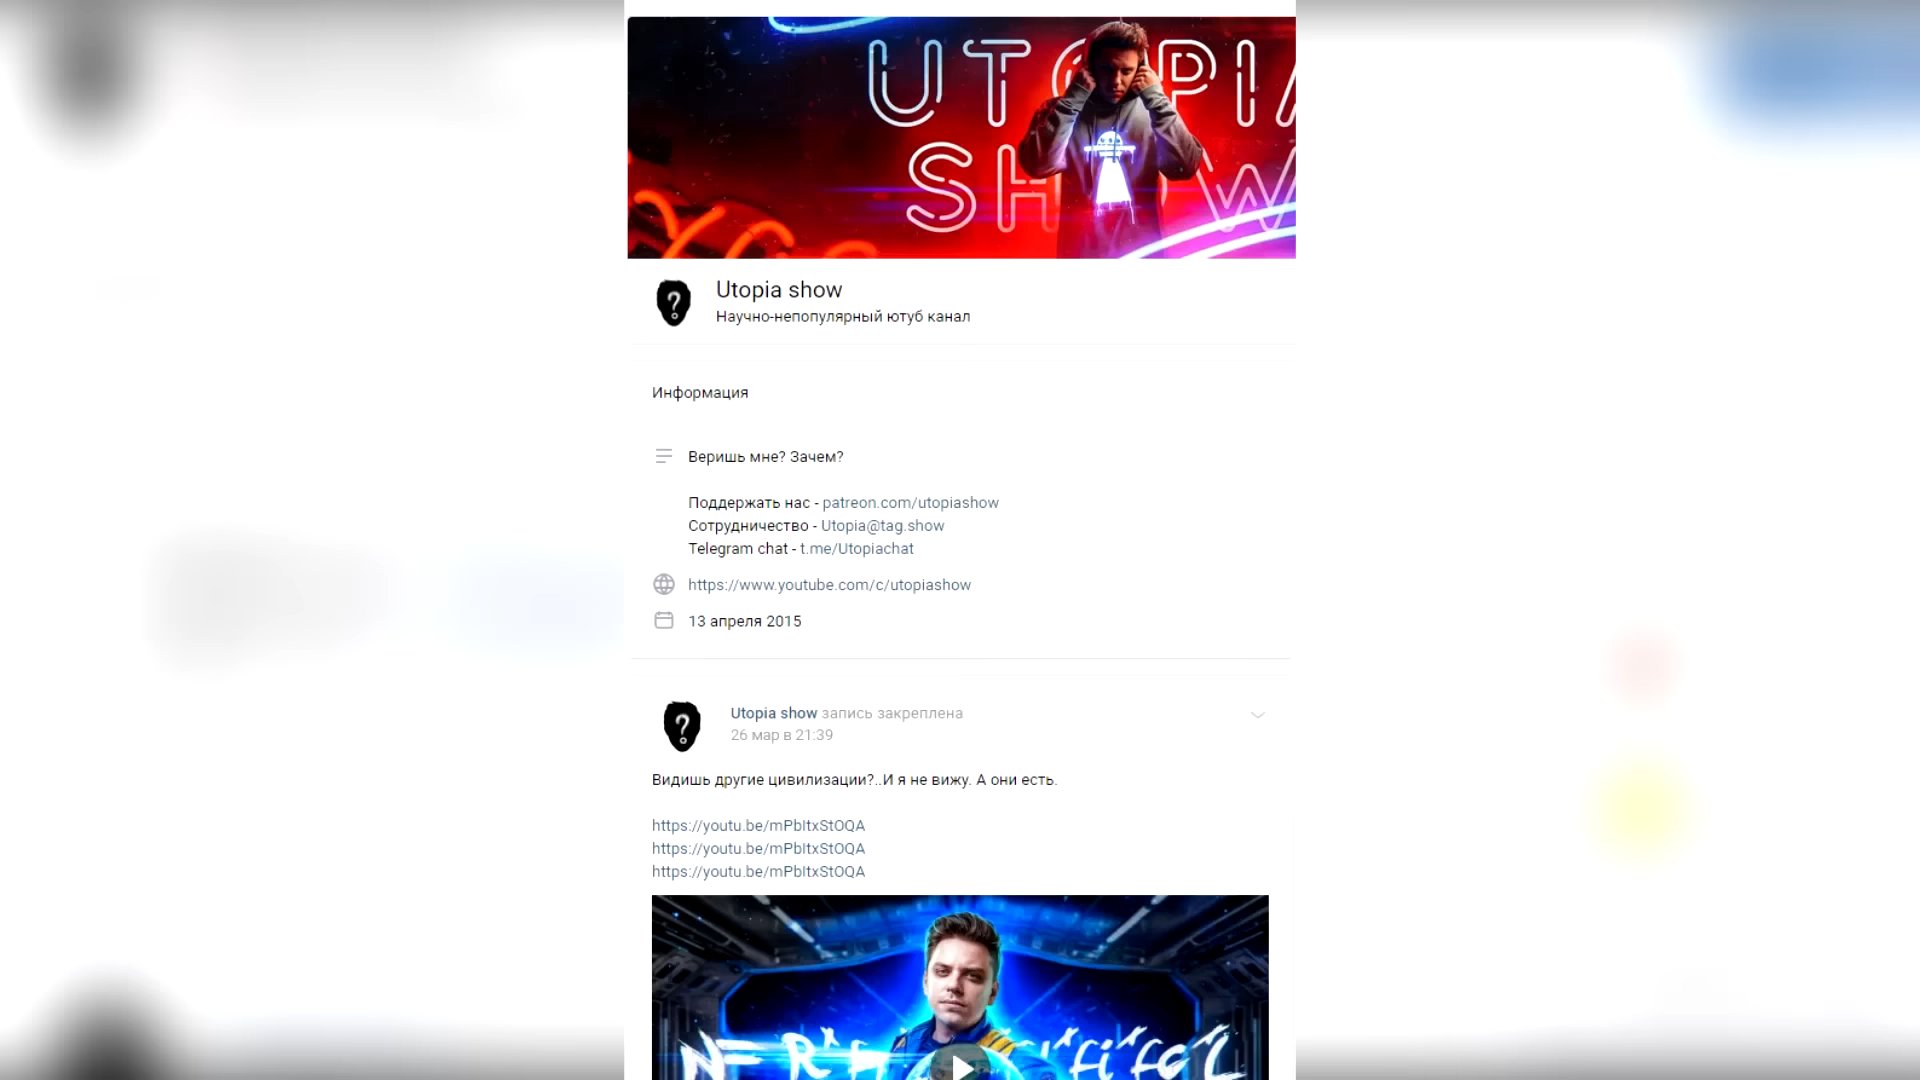 UTOPIA
SHOW
Utopia show
Научно-непопулярный ютуб канал
Информация
Веришь мне? Зачем?
Поддержать нас - patreon.com/utopiashow
Сотрудничество - Utopia@tag.show
Telegram chat - t.me/Utopiachat
https://www.youtube.com/c/utopiashow
13 апреля 2015
Utopia show запись закреплена
26 мар в 21:39
Видишь другие цивилизации?..И я не вижу. А они есть.
https://youtu.be/mPbItxStOQA
https://youtu.be/mPbItxStOQA
https://youtu.be/mPbItxStOQA